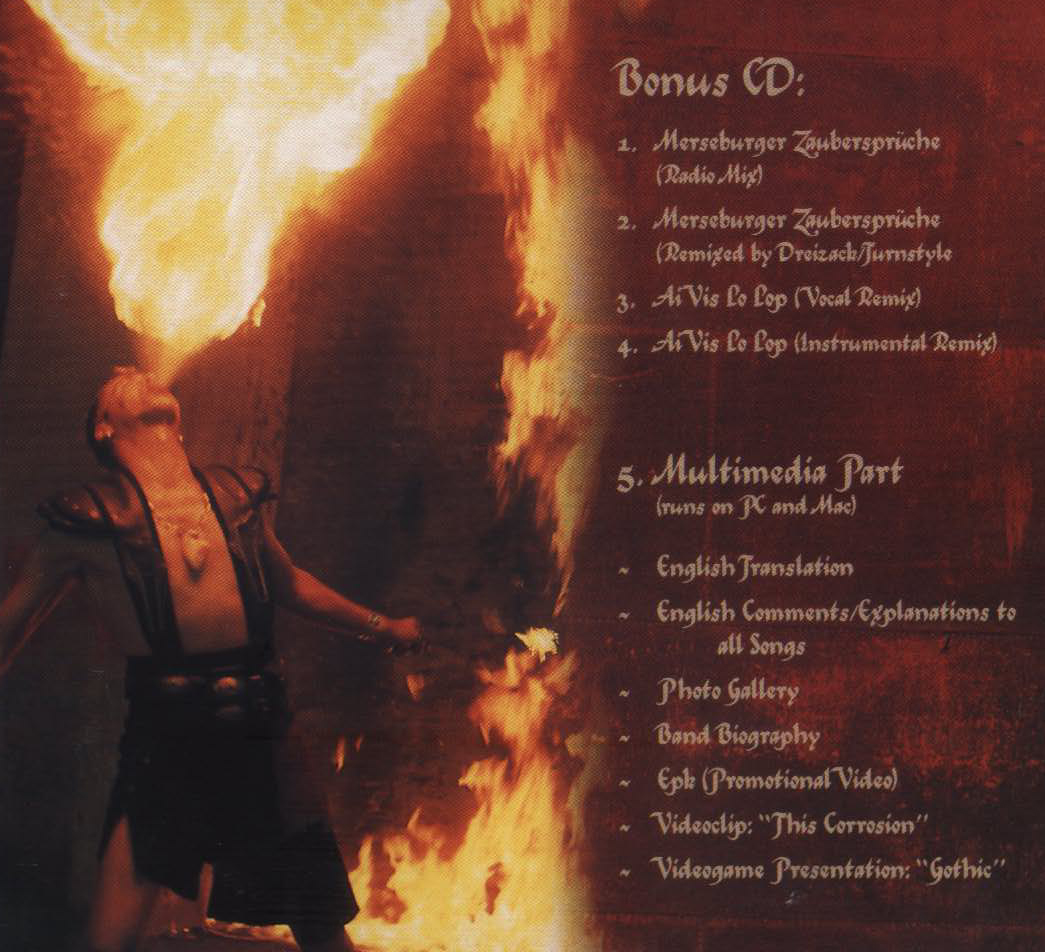 Bonus CD:
1. Merseburger Zaubersprüche
(Radio Mix)
2. Merseburger Zaubersprüche
(Remixed by Dreizack/Turnstyle
3. Ai Vis Lo Lop (Vocal Remix)
4. Ai Vis Lo Lop (Instrumental Remix)
5. Multimedia Part
(runs on PC and Mac)
~ English Translation
~ English Comments/Explanations to
all Songs
~ Photo Gallery
~ Band Biography
~ Epk (Promotional Video)
~ Videoclip: "This Corrosion"
~ Videogame Presentation: "Gothic"